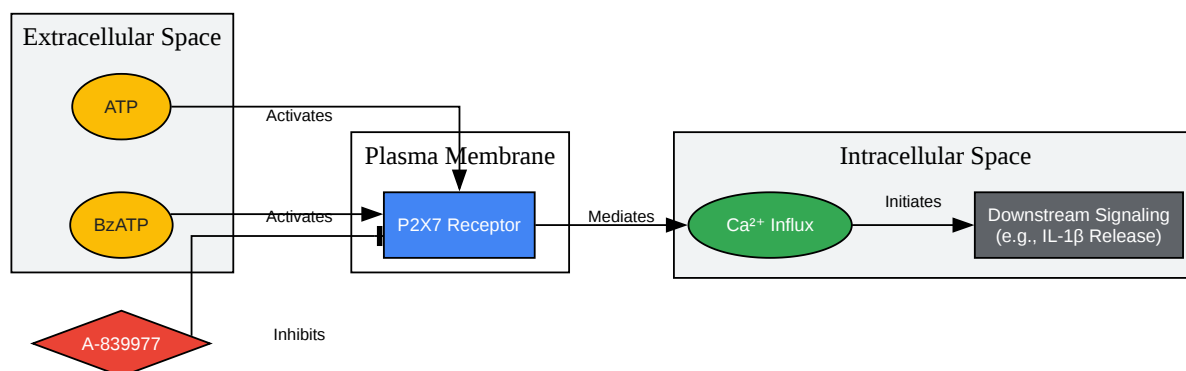 Extracellular Space
ATP
Activates
Plasma Membrane
Intracellular Space
BzATP
Activates
P2X7 Receptor
Mediates
Ca²⁺ Influx
Initiates
Downstream Signaling
(e.g., IL-1β Release)
A-839977
Inhibits